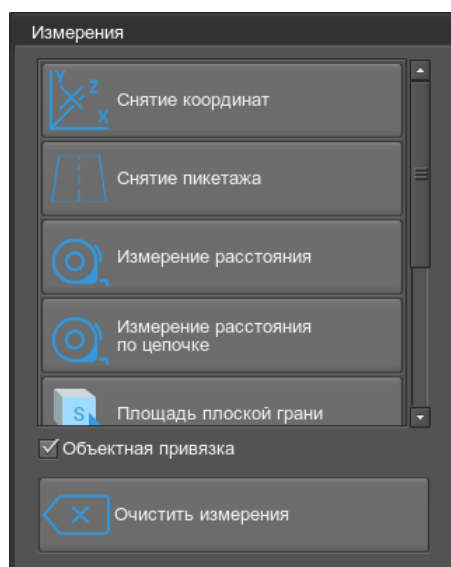 Измерения
Y
Z
X
Снятие координат
Снятие пикетажа
Измерение расстояния
Измерение расстояния
по цепочке
S
Площадь плоской грани
Объектная привязка
Очистить измерения